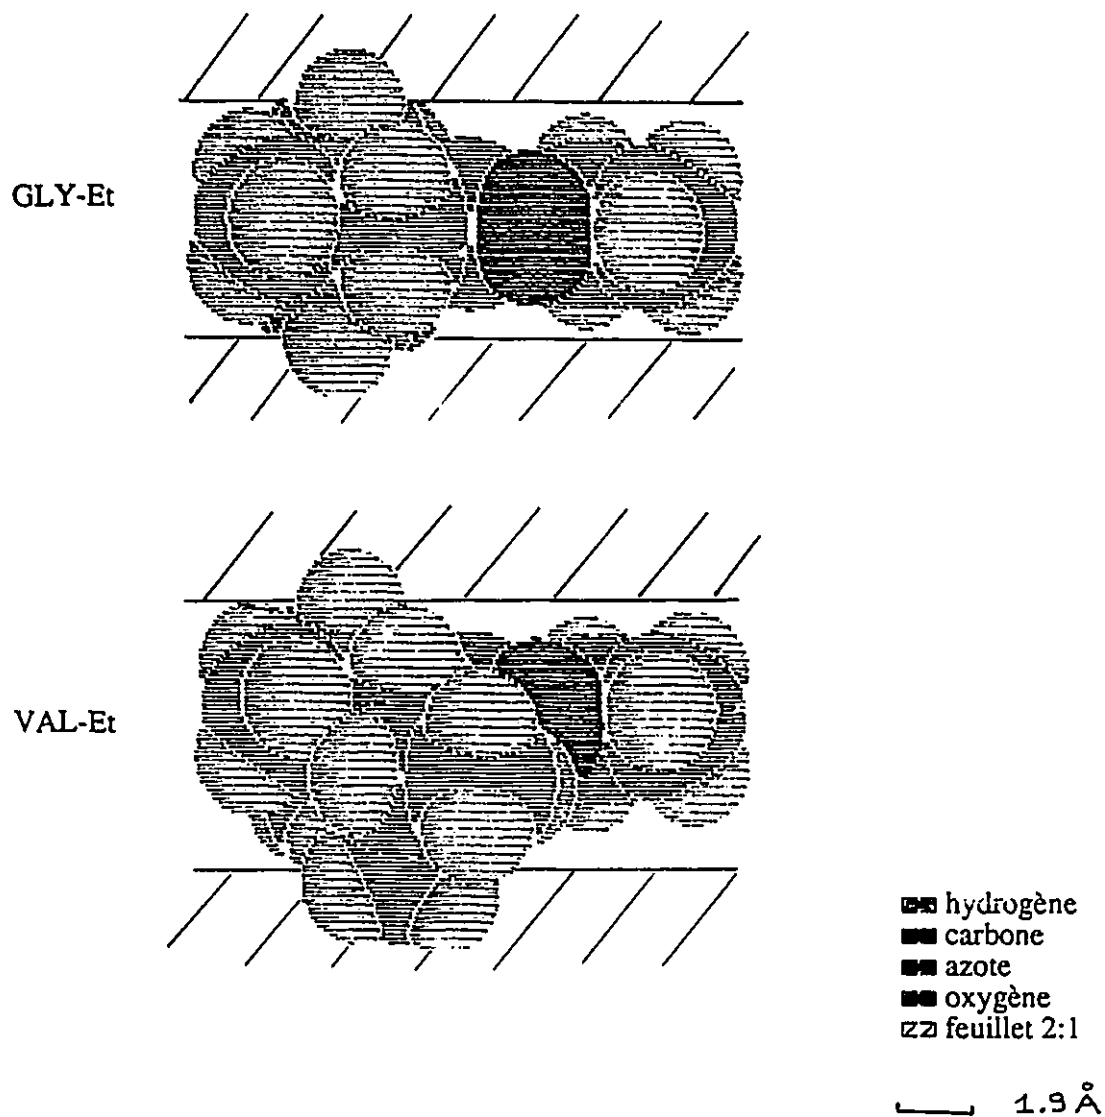 GLY-Et
VAL-Et
hydrogène
carbone
azote
oxygène
feuillet 2:1
1.9 Å